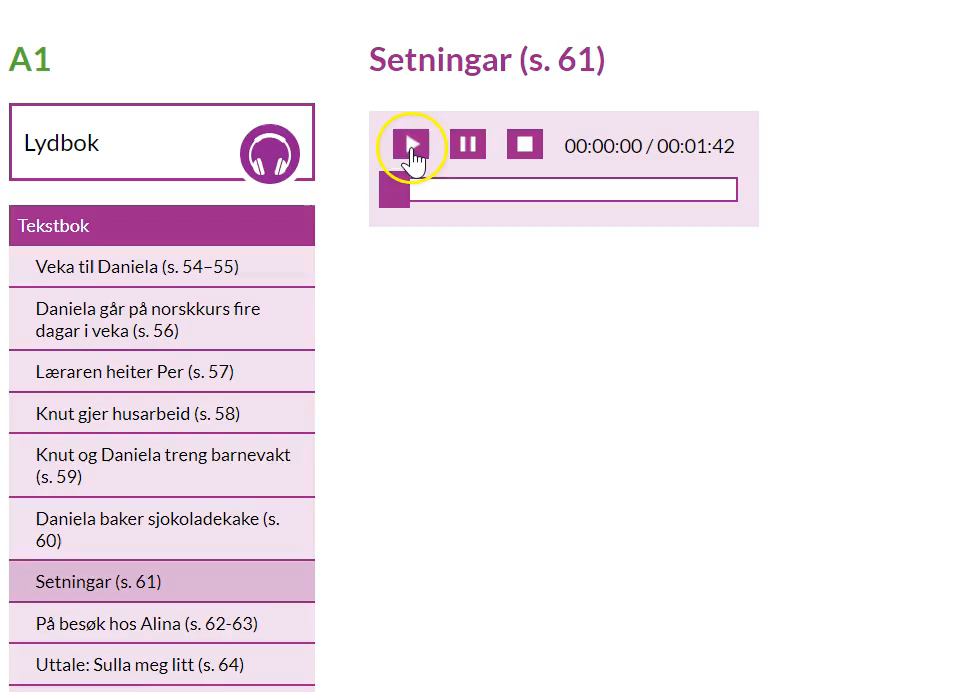 A1
Lydbok
Tekstbok
Veka til Daniela (s. 54–55)
Daniela går på norskkurs fire
dagar i veka (s. 56)
Læraren heiter Per (s. 57)
Knut gjer husarbeid (s. 58)
Knut og Daniela treng barnevakt
(s. 59)
Daniela baker sjokoladekake (s.
60)
Setningar (s. 61)
På besøk hos Alina (s. 62-63)
Uttale: Sulla meg litt (s. 64)
Setningar (s. 61)
00:00:00 / 00:01:42